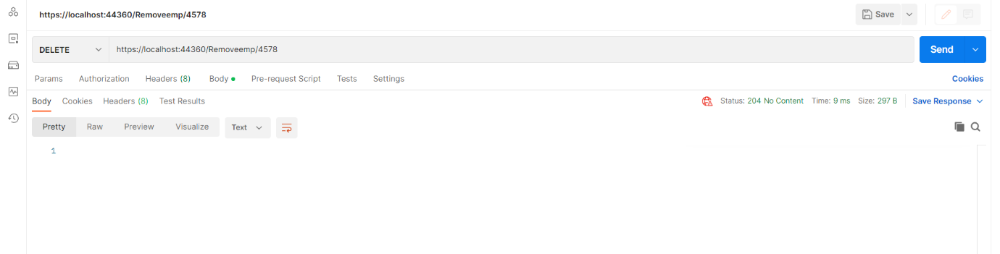 https://localhost:44360/Removeemp/4578 Save
DELETE https://localhost:44360/Removeemp/4578 Send
Params Authorization Headers (8) Body Pre-request Script Tests Settings Cookies
Body Cookies Headers (8) Test Results Status: 204 No Content Time: 9 ms Size: 297 B Save Response
Pretty Raw Preview Visualize Text
1